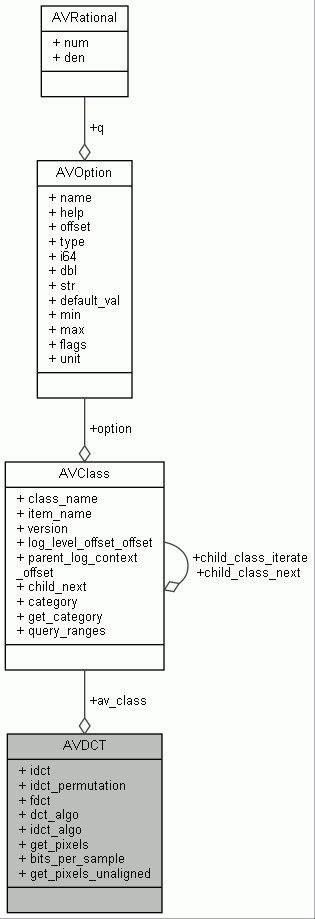 AVRational
+ num
+ den
+q
AVOption
+ name
+ help
+ offset
+ type
+ i64
+ dbl
+ str
+ default_val
+ min
+ max
+ flags
+ unit
+option
AVClass
+ class_name
+ item_name
+ version
+ log_level_offset_offset
+ parent_log_context
_offset
+ child_next
+ category
+ get_category
+ query_ranges
+child_class_iterate
+child_class_next
+av_class
AVDCT
+ idct
+ idct_permutation
+ fdct
+ dct_algo
+ idct_algo
+ get_pixels
+ bits_per_sample
+ get_pixels_unaligned